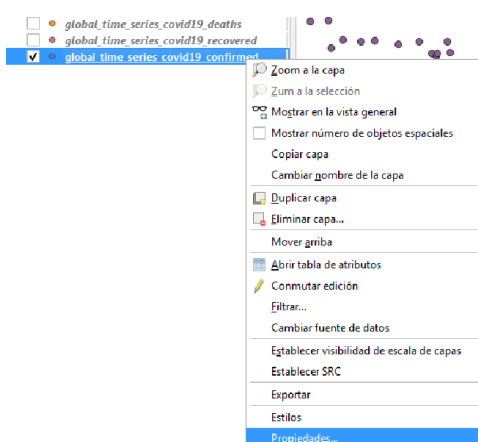 global_time_series_covid19_deaths
global_time_series_covid19_recovered
global_time_series_covid19_confirmed
Zoom a la capa
Zum a la selección
Mostrar en la vista general
Mostrar número de objetos espaciales
Copiar capa
Cambiar nombre de la capa
Duplicar capa
Eliminar capa...
Mover arriba
Abrir tabla de atributos
Conmutar edición
Filtrar...
Cambiar fuente de datos
Establecer visibilidad de escala de capas
Establecer SRC
Exportar
Estilos
Propiedades...